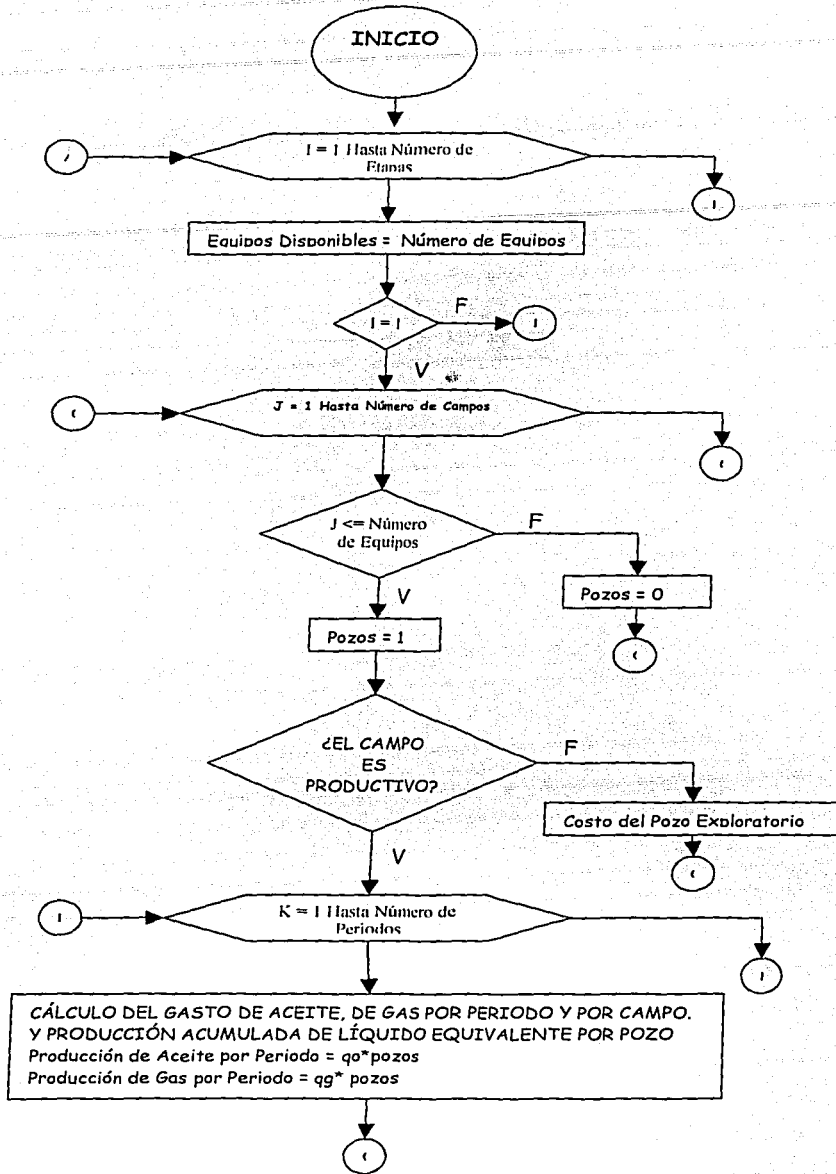 INICIO
I = 1 Hasta Número de
Etapas
Equipos Disponibles = Número de Equipos
I = 1
F
V
J = 1 Hasta Número de Campos
J <= Número
de Equipos
F
V
Pozos = 0
Pozos = 1
¿EL CAMPO
ES
PRODUCTIVO?
F
V
Costo del Pozo Exploratorio
K = 1 Hasta Número de
Periodos
CÁLCULO DEL GASTO DE ACEITE, DE GAS POR PERIODO Y POR CAMPO.
Y PRODUCCIÓN ACUMULADA DE LÍQUIDO EQUIVALENTE POR POZO
Producción de Aceite por Periodo = qo*pozos
Producción de Gas por Periodo = qg* pozos